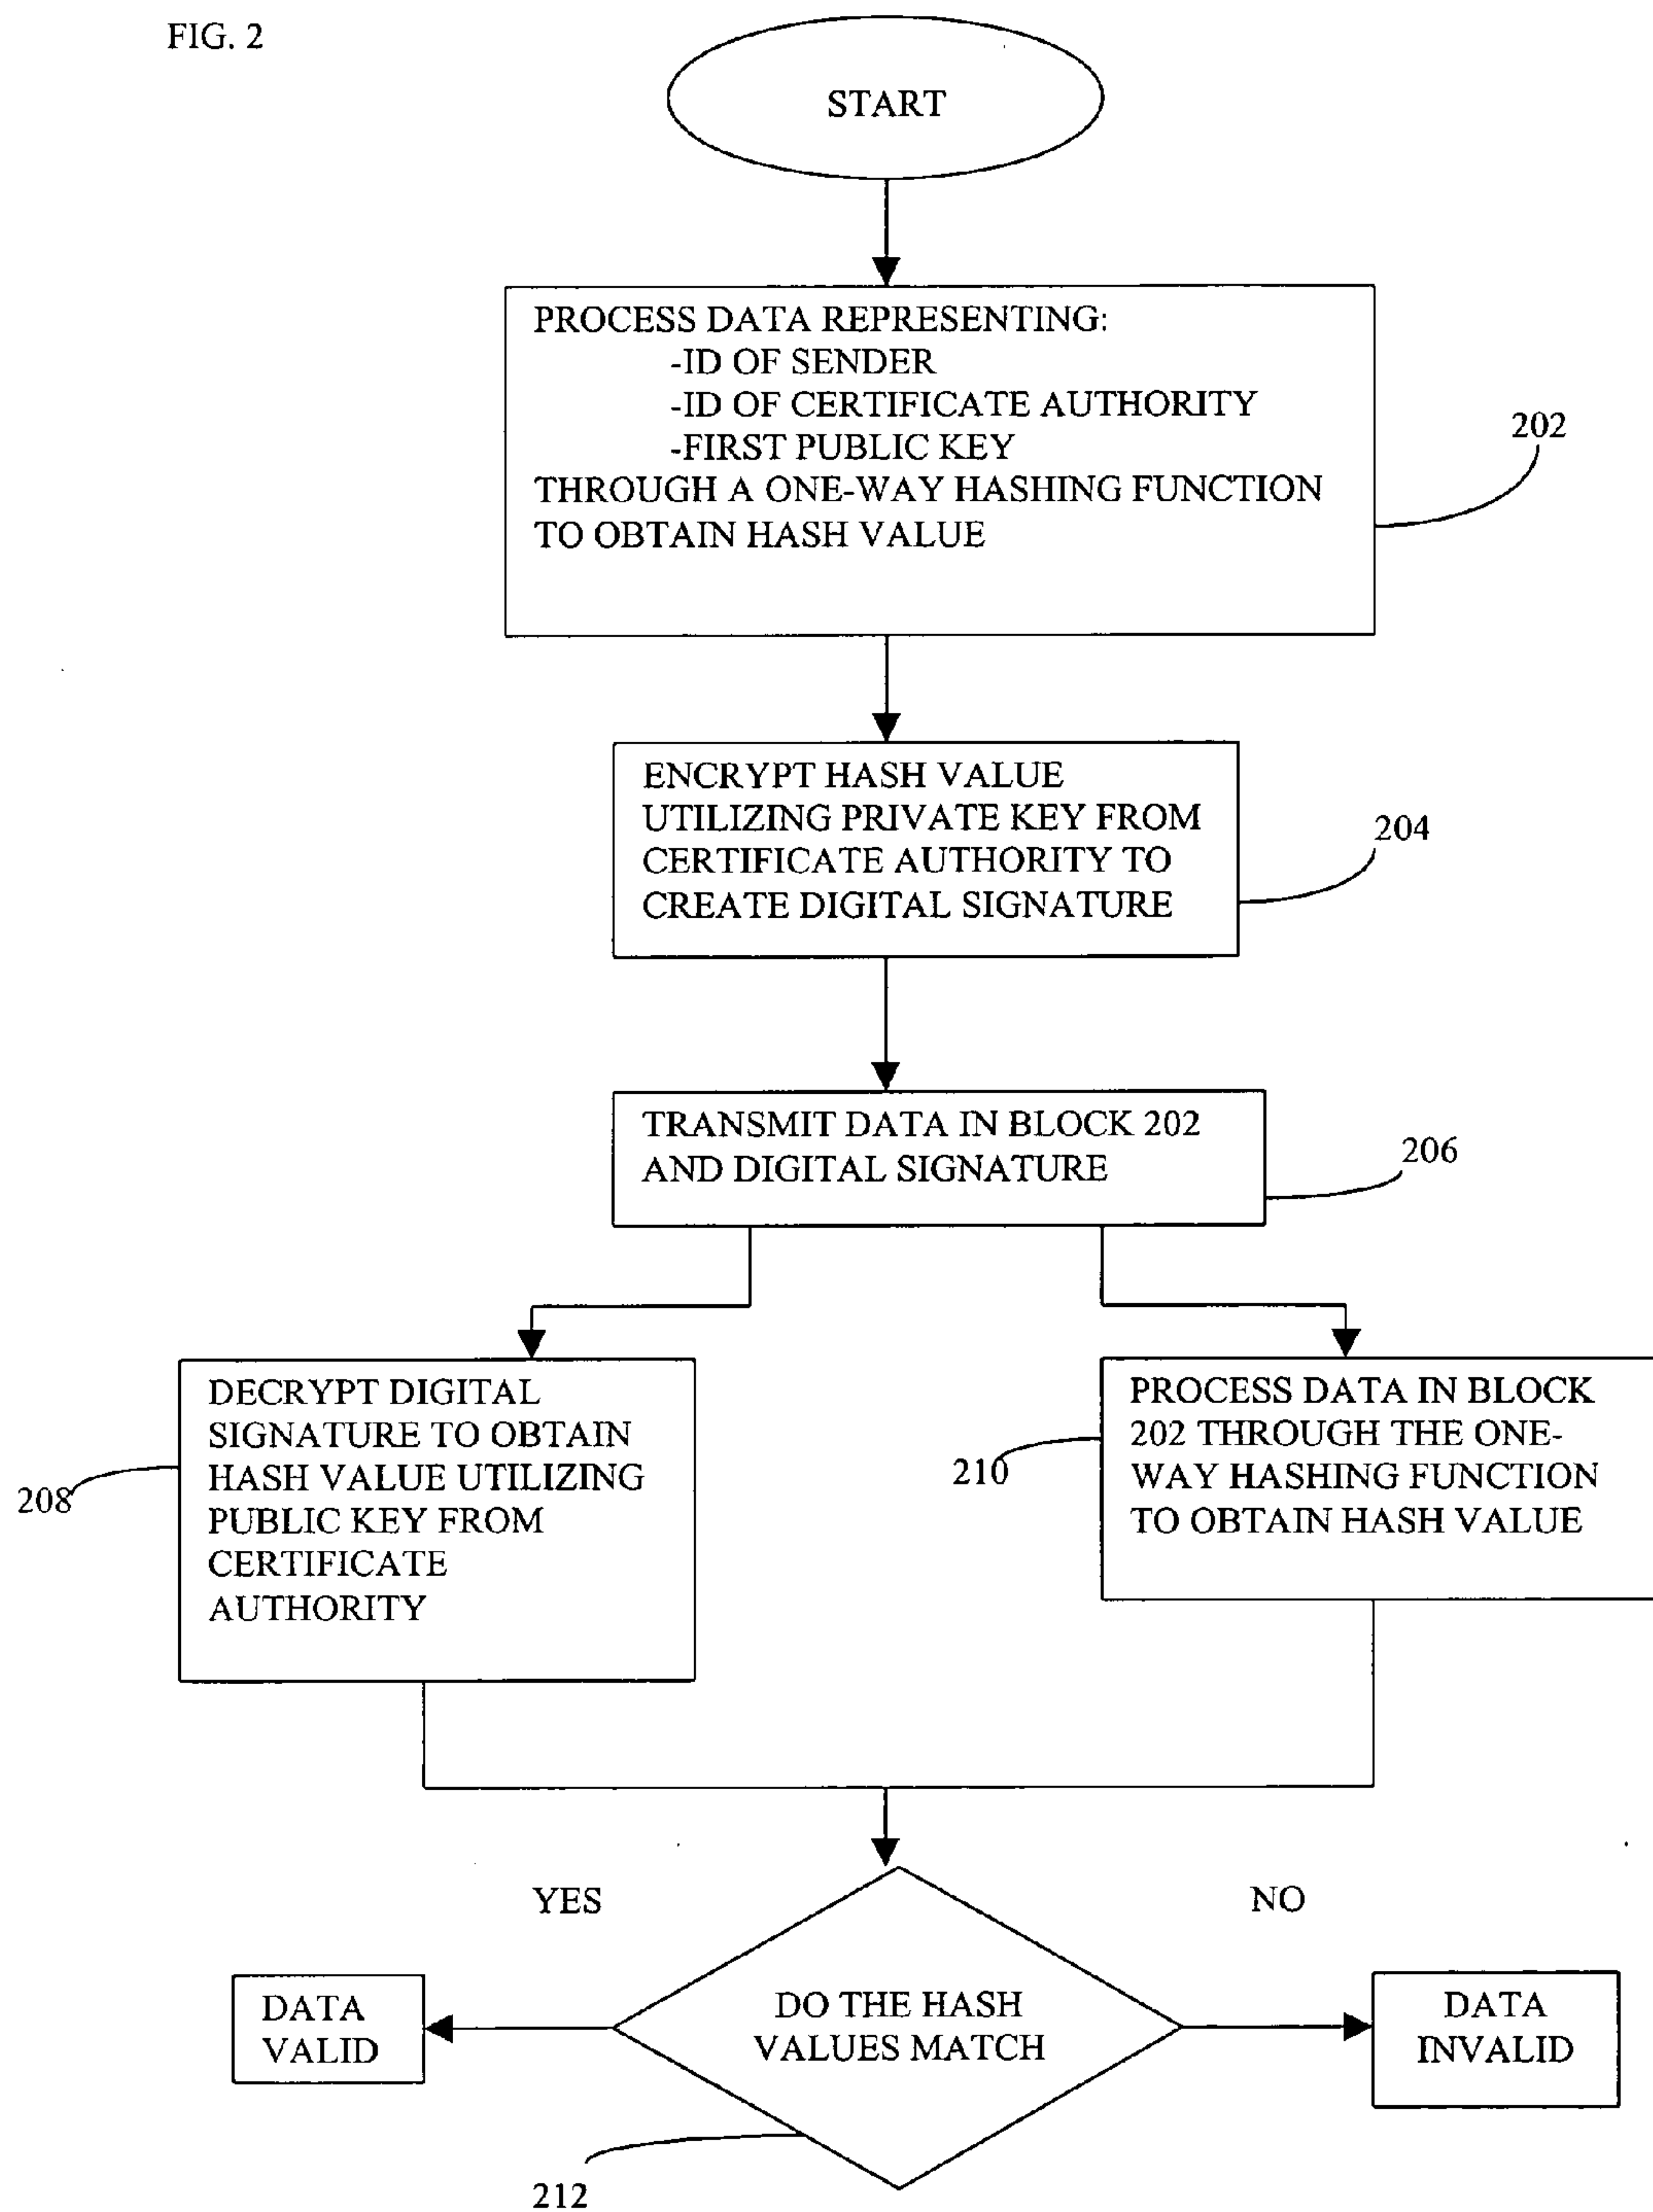 FIG. 2
START
PROCESS DATA REPRESENTING:
-ID OF SENDER
-ID OF CERTIFICATE AUTHORITY
-FIRST PUBLIC KEY
THROUGH A ONE-WAY HASHING FUNCTION
TO OBTAIN HASH VALUE
202
ENCRYPT HASH VALUE
UTILIZING PRIVATE KEY FROM
CERTIFICATE AUTHORITY TO
CREATE DIGITAL SIGNATURE
204
TRANSMIT DATA IN BLOCK 202
AND DIGITAL SIGNATURE
206
DECRYPT DIGITAL
SIGNATURE TO OBTAIN
HASH VALUE UTILIZING
PUBLIC KEY FROM
CERTIFICATE
AUTHORITY
208
PROCESS DATA IN BLOCK
202 THROUGH THE ONE-
WAY HASHING FUNCTION
TO OBTAIN HASH VALUE
210
YES
NO
DATA
VALID
DO THE HASH
VALUES MATCH
DATA
INVALID
212